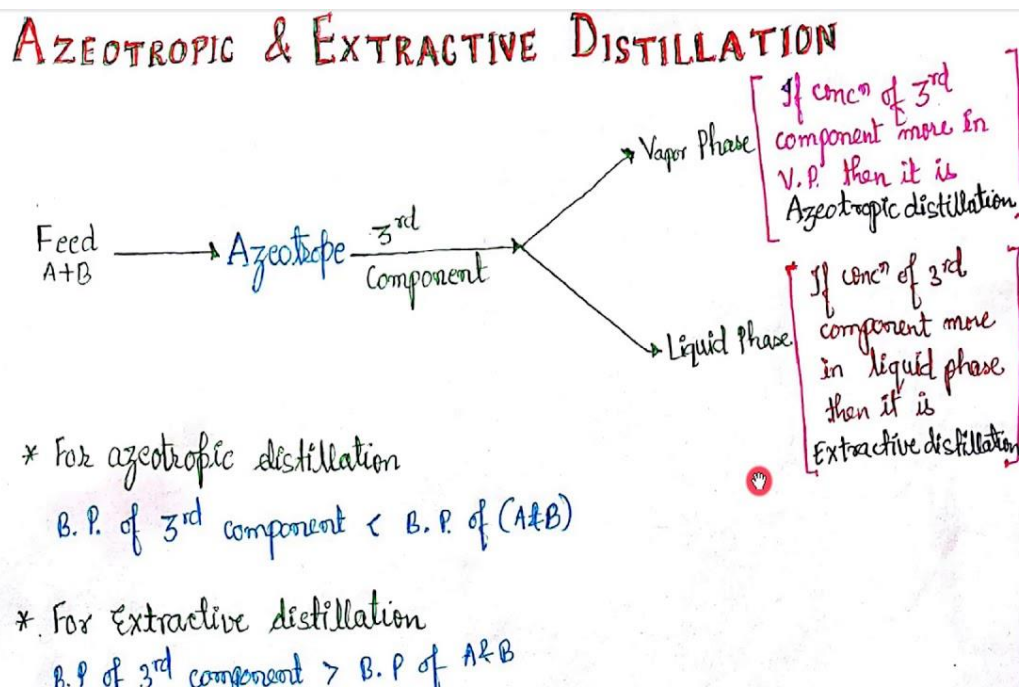 AZEOTROPIC & EXTRACTIVE DISTILLATION
Feed
A+B
Azeotrope
3rd
Component
Vapor Phase
If concn of 3rd
component more in
V.P. then it is
Azeotropic distillation
Liquid Phase
If concn of 3rd
component more
in liquid phase
then it is
Extractive distillation
* For azeotropic distillation
B.P. of 3rd component < B.P. of (A&B)
* For Extractive distillation
B.P of 3rd component > B.P of A&B